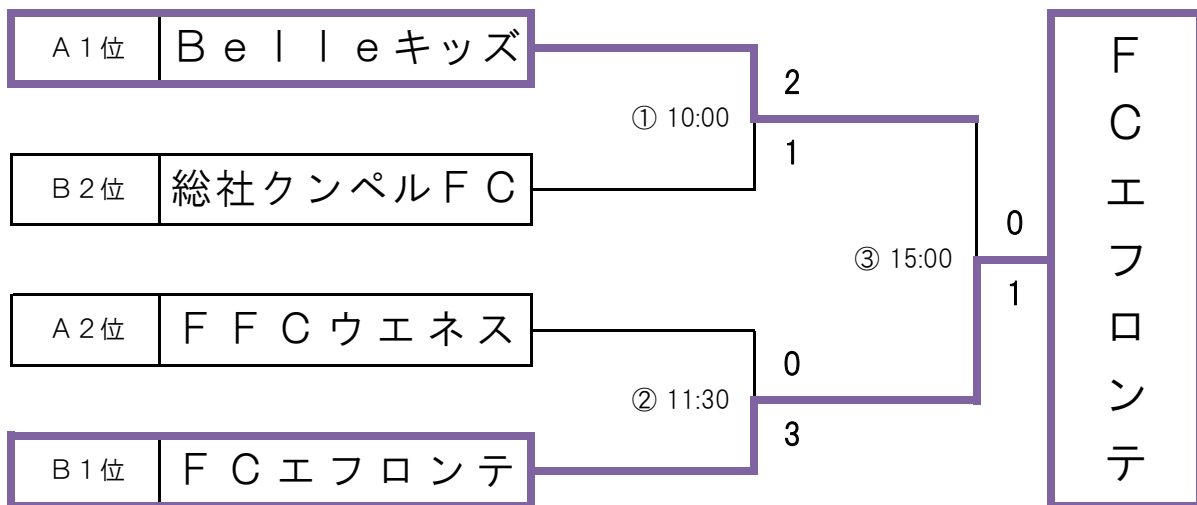 A1位 Belleキッズ
2
① 10:00
1
B2位 総社クンペルFC
0
③ 15:00
1
A2位 FFCウエネス
0
② 11:30
3
B1位 FCエフロンテ
FCエフロンテ